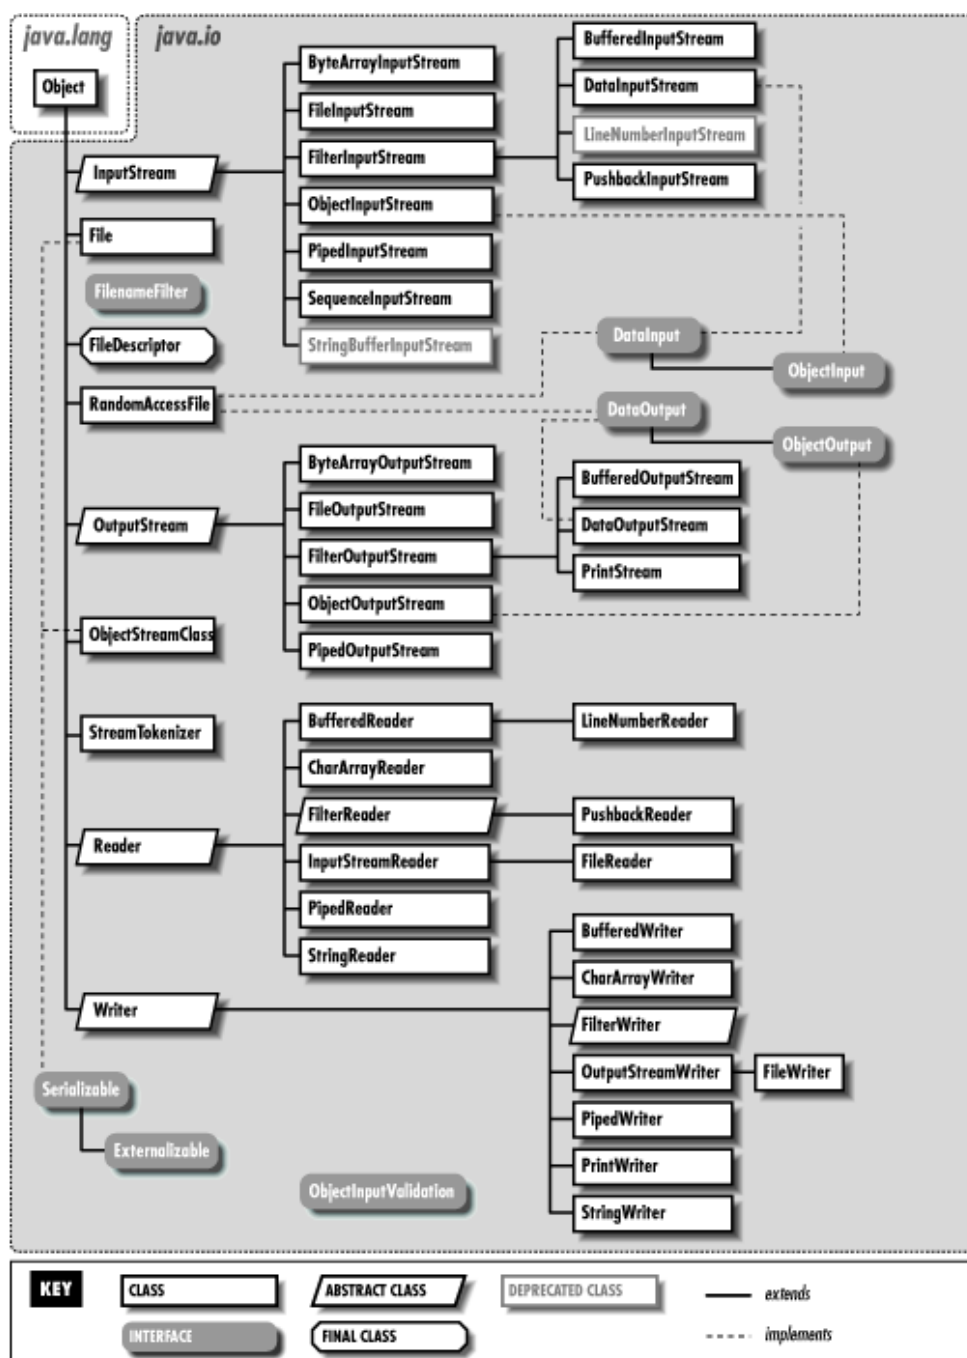 java.lang
java.io
Object
InputStream
File
FilenameFilter
FileDescriptor
RandomAccessFile
OutputStream
ObjectStreamClass
StreamTokenizer
Reader
Writer
Serializable
Externalizable
ByteArrayInputStream
FileInputStream
FilterInputStream
ObjectInputStream
PipedInputStream
SequenceInputStream
StringBufferInputStream
BufferedInputStream
DataInputStream
LineNumberInputStream
PushbackInputStream
DataInput
ObjectInput
DataOutput
ObjectOutput
ByteArrayOutputStream
FileOutputStream
FilterOutputStream
ObjectOutputStream
PipedOutputStream
BufferedOutputStream
DataOutputStream
PrintStream
BufferedReader
CharArrayReader
FilterReader
InputStreamReader
PipedReader
StringReader
LineNumberReader
PushbackReader
FileReader
BufferedWriter
CharArrayWriter
FilterWriter
OutputStreamWriter
FileWriter
PipedWriter
PrintWriter
StringWriter
ObjectInputValidation
KEY
CLASS
ABSTRACT CLASS
DEPRECATED CLASS
extends
INTERFACE
FINAL CLASS
implements